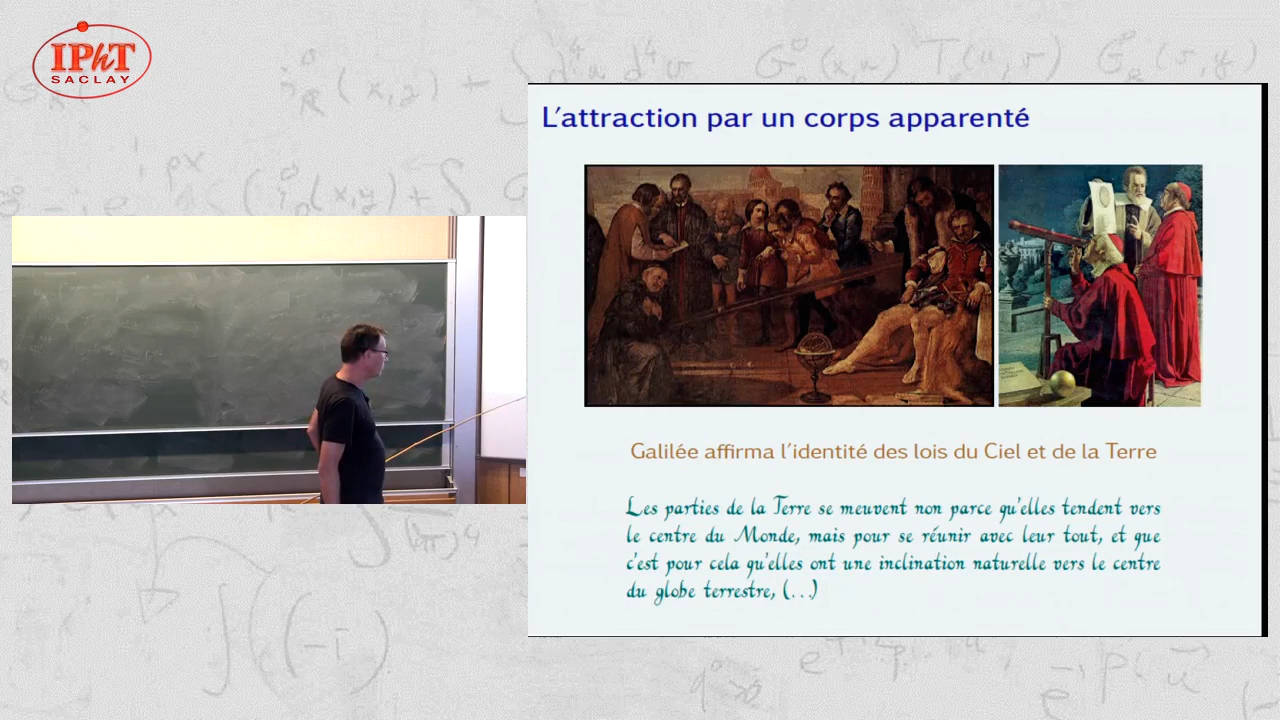 IPhT
SACLAY
L'attraction par un corps apparenté
Galilée affirma l'identité des lois du Ciel et de la Terre
Les parties de la Terre se meuvent non parce qu'elles tendent vers
le centre du Monde, mais pour se réunir avec leur tout, et que
c'est pour cela qu'elles ont une inclination naturelle vers le centre
du globe terrestre, (...)